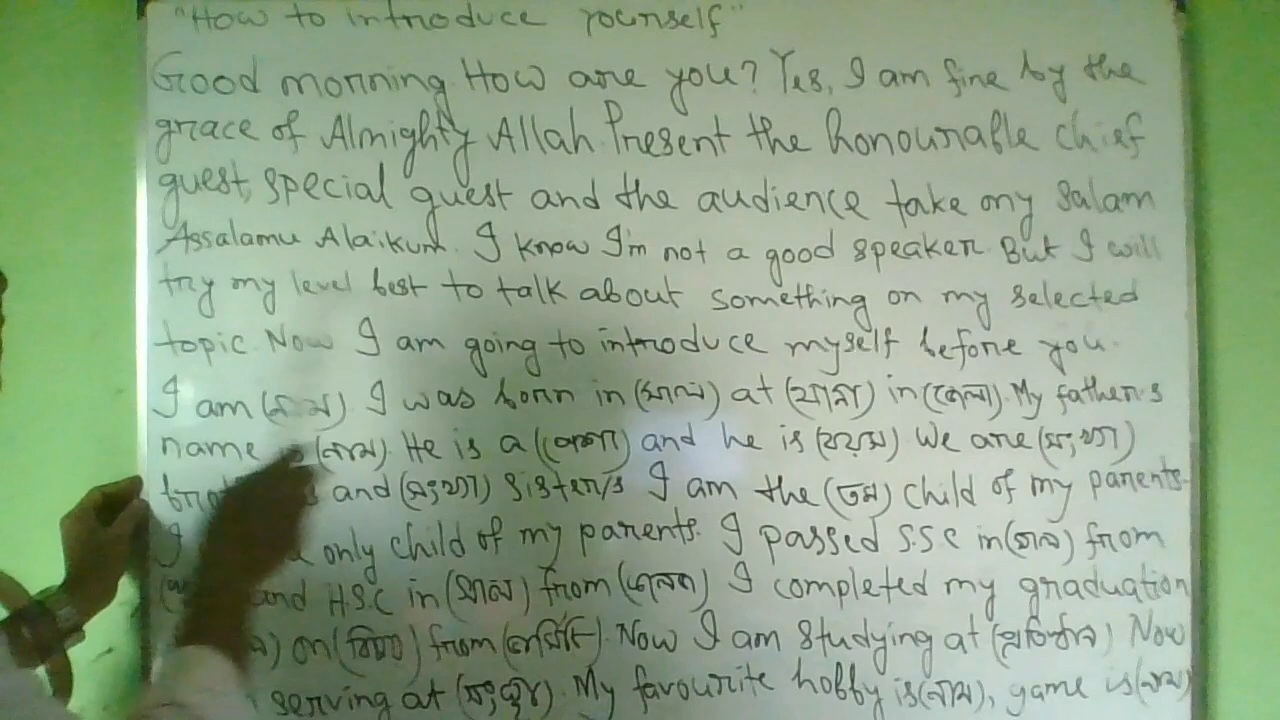 "How to introduce yourself"
Good morning. How are you? Yes, I am fine by the
grace of Almighty Allah. Present the honourable chief
guest, special guest and the audience take my salam
Assalamu Alaikum. I know I'm not a good speaker. But I will
try my level best to talk about something on my selected
topic. Now I am going to introduce myself before you.
I am (নাম). I was born in (সাল) at (গ্রাম) in (জেলা). My father's
name (নাম). He is a (পেশা) and he is (বয়স). We are (সংখ্যা)
and (সংখ্যা) sister/s I am the (তম) child of my parents.
I only child of my parents. I passed S.S.C in (সাল) from
and H.S.C in (সাল) from (কলেজ) I completed my graduation
on (বিষয়) from (ভার্সিটি). Now I am studying at (প্রতিষ্ঠান) Now
serving at (চাকুরি). My favourite hobby is (নাম), game is (নাম)